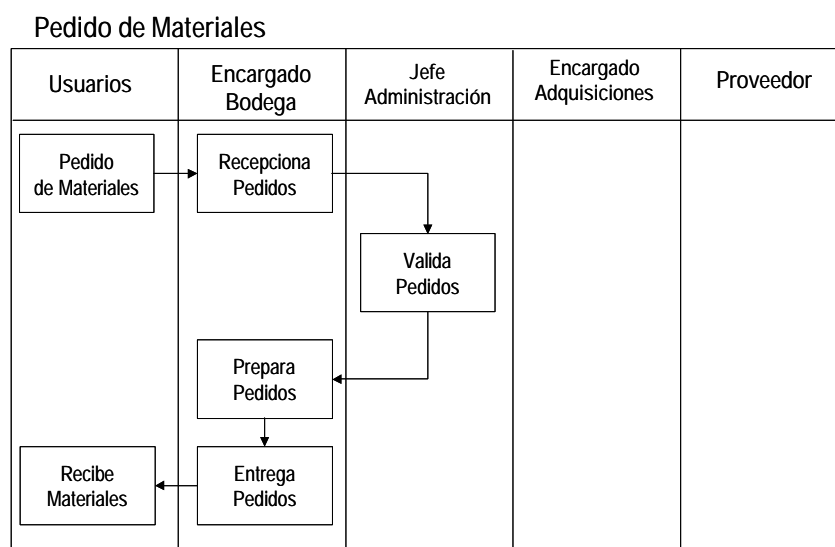 Pedido de Materiales
Usuarios
Encargado
Bodega
Jefe
Administración
Encargado
Adquisiciones
Proveedor
Pedido
de Materiales
Recepciona
Pedidos
Valida
Pedidos
Prepara
Pedidos
Recibe
Materiales
Entrega
Pedidos